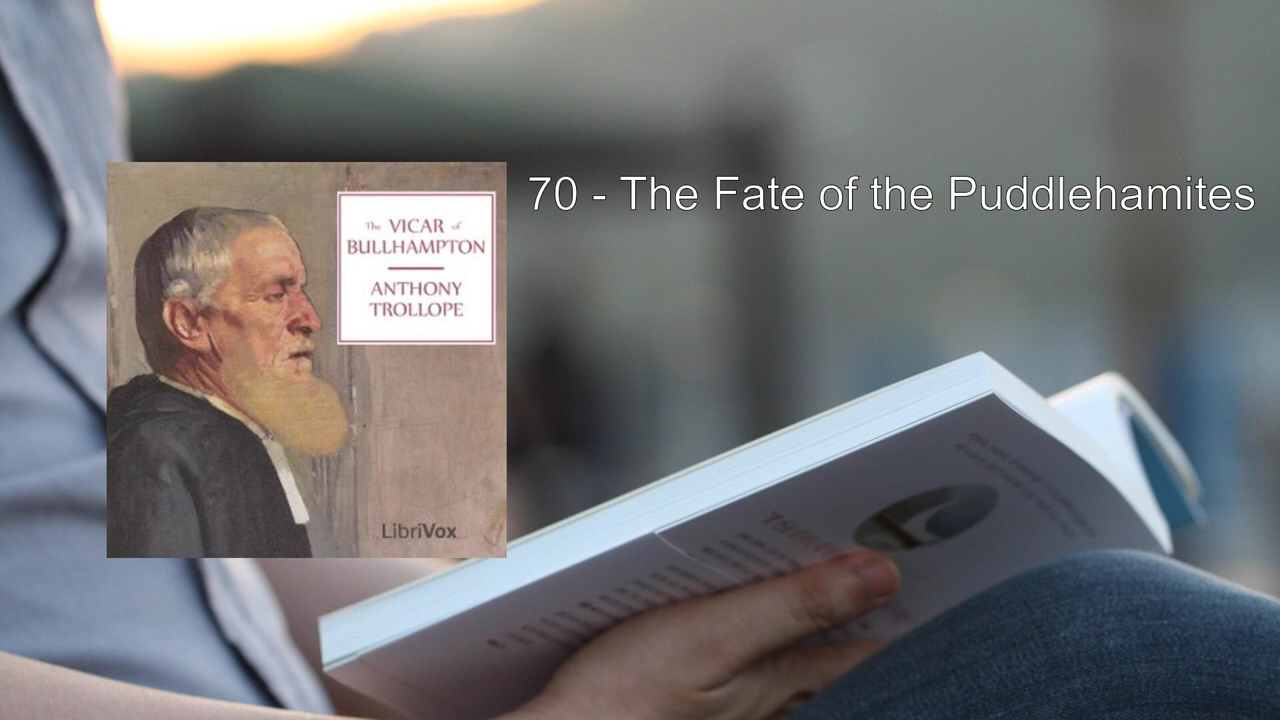 70 - The Fate of the Puddlehamites
The VICAR of
BULLHAMPTON
ANTHONY
TROLLOPE
LibriVox